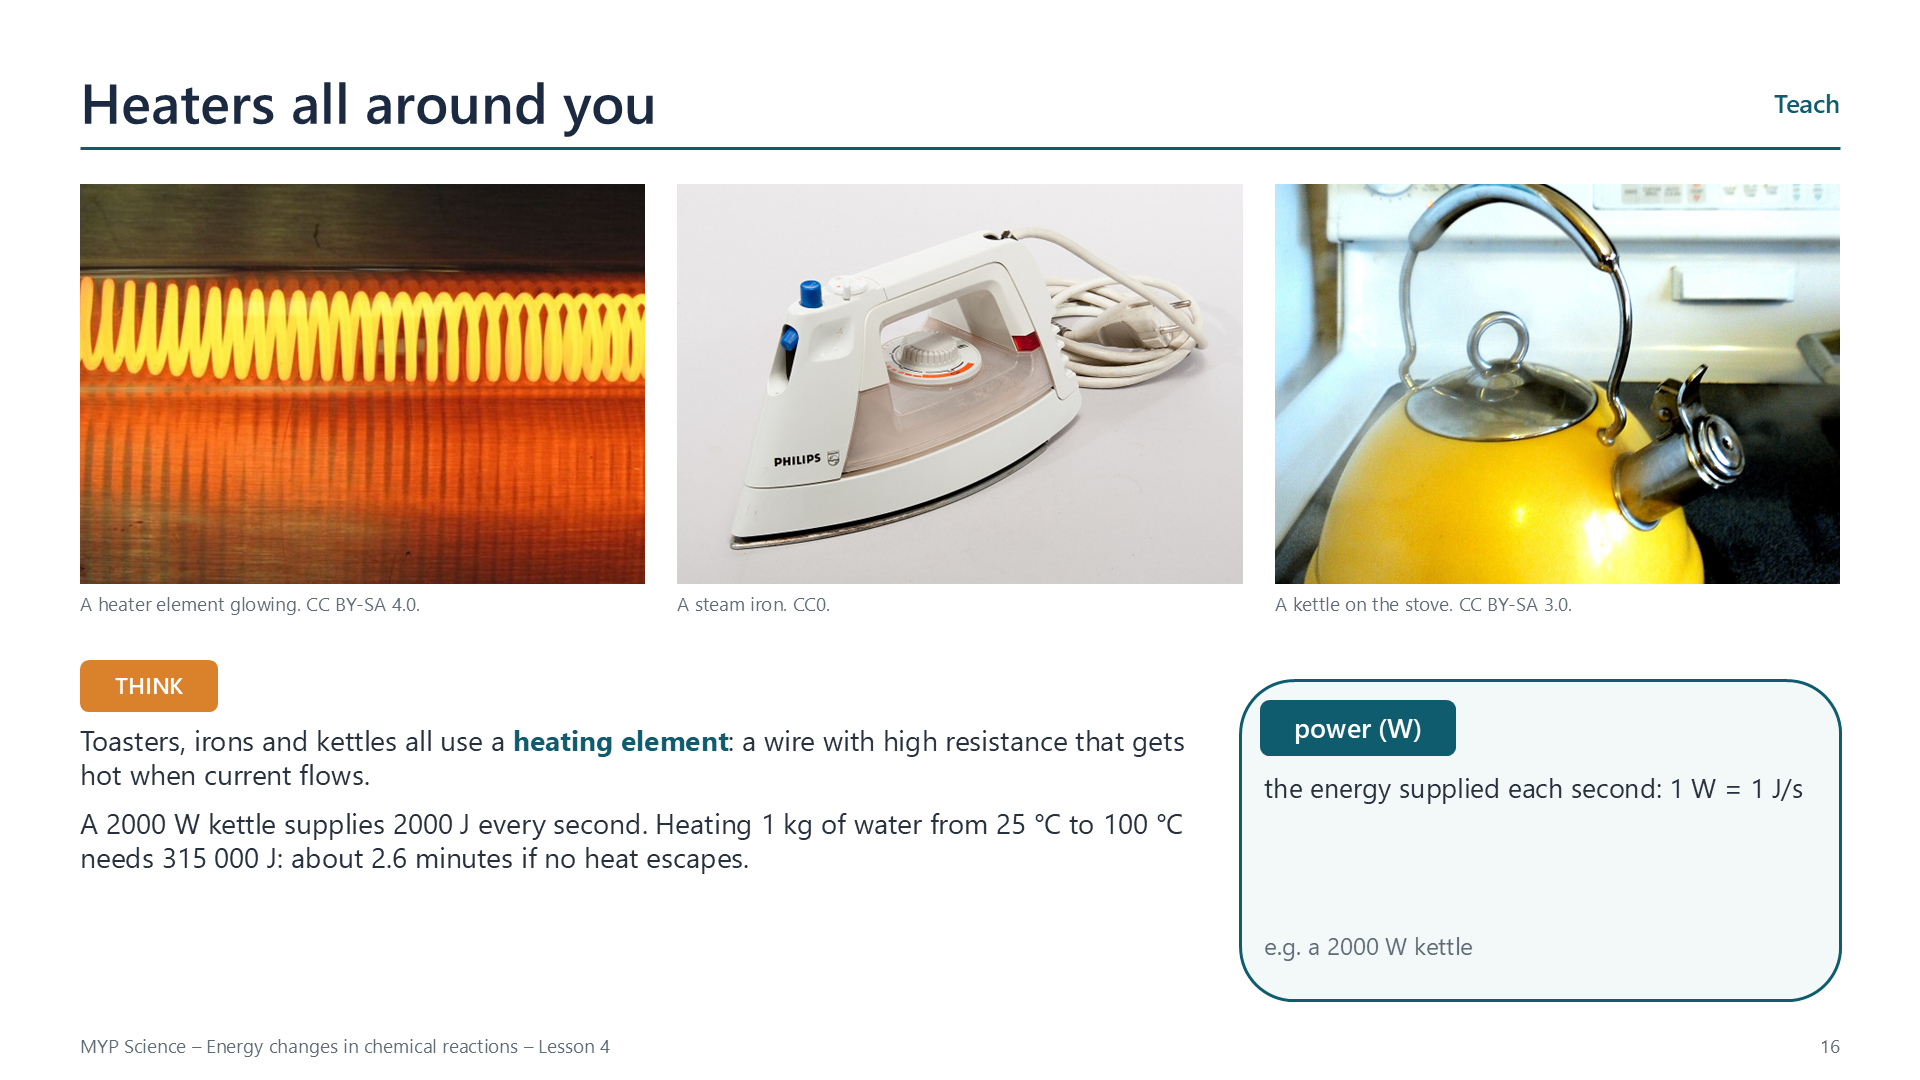 Heaters all around you
Teach
PHILIPS
A heater element glowing. CC BY-SA 4.0.
A steam iron. CC0.
A kettle on the stove. CC BY-SA 3.0.
THINK
Toasters, irons and kettles all use a heating element: a wire with high resistance that gets
hot when current flows.
A 2000 W kettle supplies 2000 J every second. Heating 1 kg of water from 25 °C to 100 °C
needs 315 000 J: about 2.6 minutes if no heat escapes.
power (W)
the energy supplied each second: 1 W = 1 J/s
e.g. a 2000 W kettle
MYP Science – Energy changes in chemical reactions – Lesson 4
16